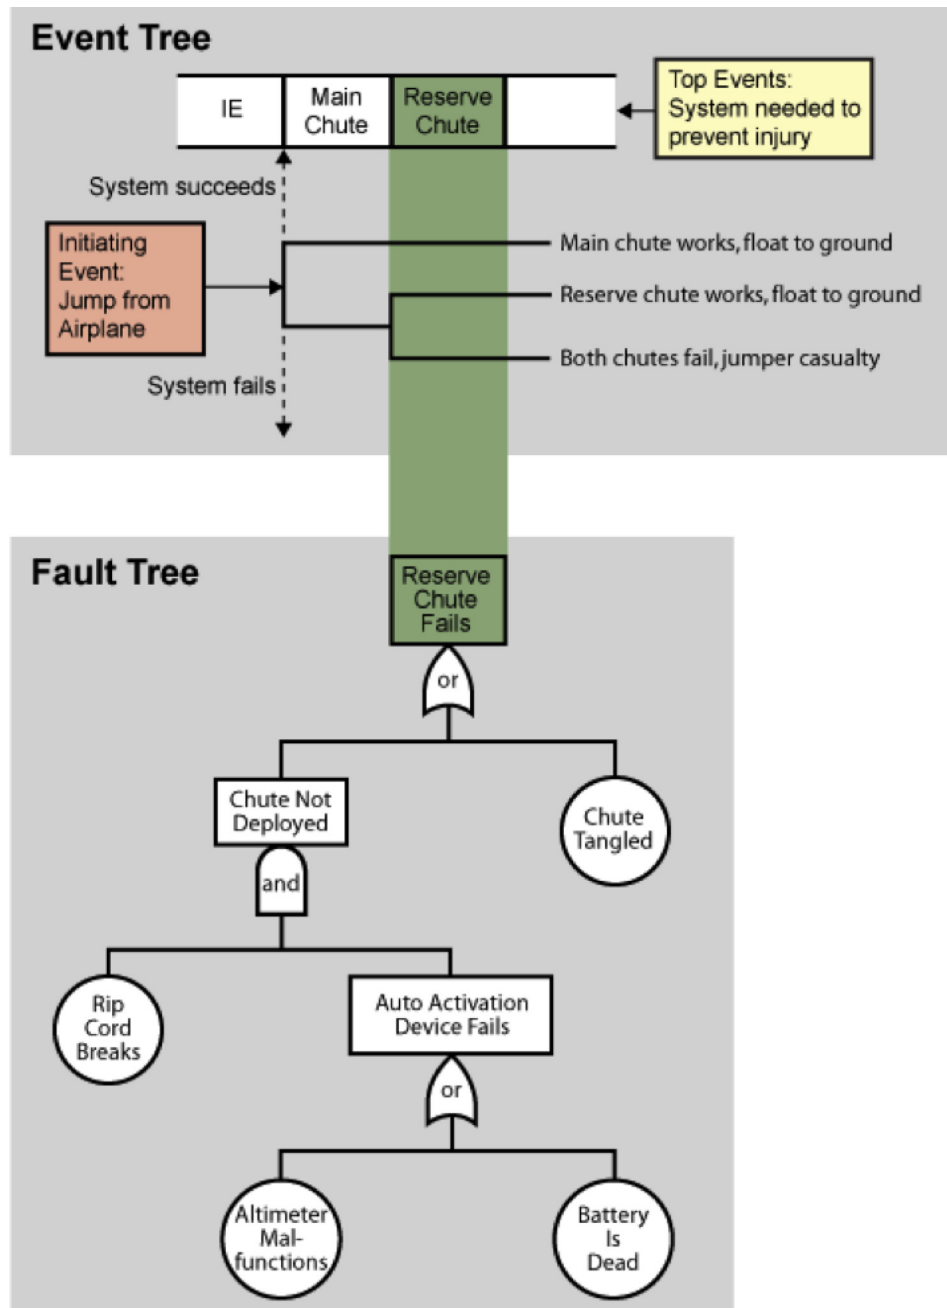 Event Tree
IE
Main
Chute
Reserve
Chute
Top Events:
System needed to
prevent injury
System succeeds
Initiating
Event:
Jump from
Airplane
Main chute works, float to ground
Reserve chute works, float to ground
Both chutes fail, jumper casualty
System fails
Fault Tree
Reserve
Chute
Fails
or
Chute Not
Deployed
Chute
Tangled
and
Rip
Cord
Breaks
Auto Activation
Device Fails
or
Altimeter
Mal-
functions
Battery
Is
Dead